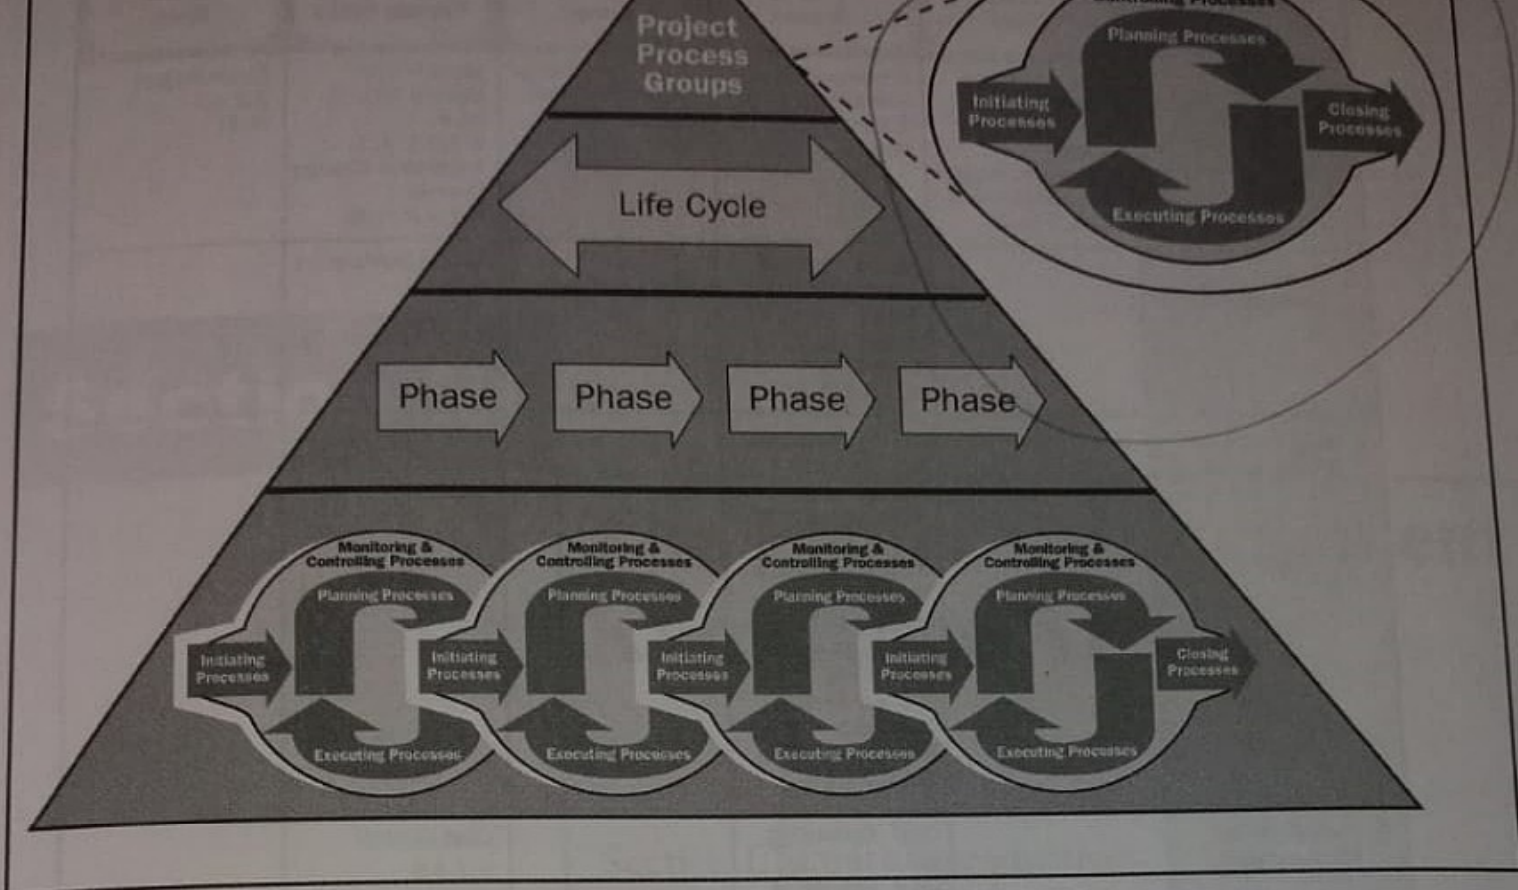 Project
Process
Groups
Controlling Processes
Planning Processes
Initiating
Processes
Closing
Processes
Executing Processes
Life Cycle
Phase
Phase
Phase
Phase
Monitoring &
Controlling Processes
Planning Processes
Initiating
Processes
Executing Processes
Monitoring &
Controlling Processes
Planning Processes
Initiating
Processes
Executing Processes
Monitoring &
Controlling Processes
Planning Processes
Initiating
Processes
Executing Processes
Monitoring &
Controlling Processes
Planning Processes
Initiating
Processes
Executing Processes
Closing
Processes